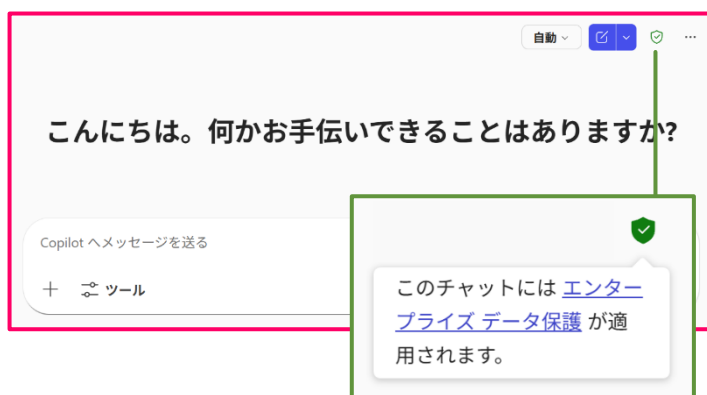 自動
こんにちは。何かお手伝いできることはありますか?
Copilot へメッセージを送る
ツール
このチャットには エンター
プライズ データ保護 が適
用されます。